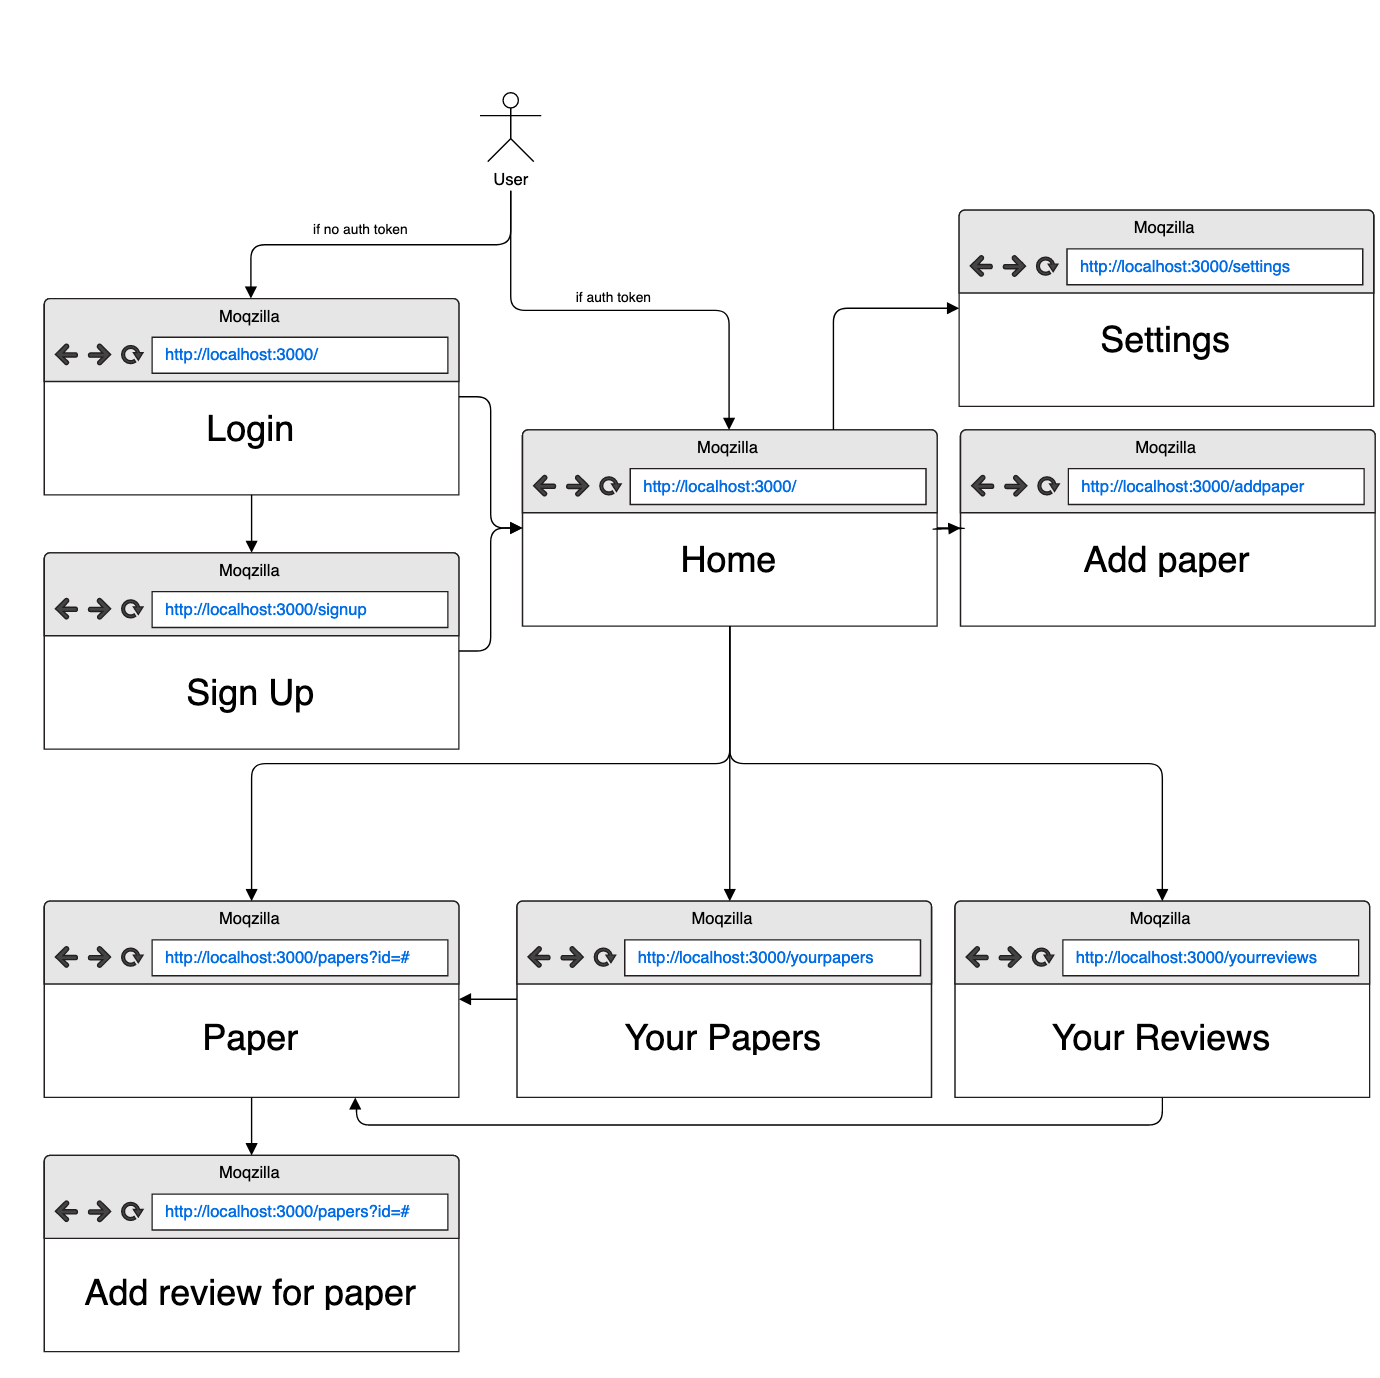 User
if no auth token
if auth token
Moqzilla
http://localhost:3000/settings
Settings
Moqzilla
http://localhost:3000/
Login
Moqzilla
http://localhost:3000/
Home
Moqzilla
http://localhost:3000/addpaper
Add paper
Moqzilla
http://localhost:3000/signup
Sign Up
Moqzilla
http://localhost:3000/papers?id=#
Paper
Moqzilla
http://localhost:3000/yourpapers
Your Papers
Moqzilla
http://localhost:3000/yourreviews
Your Reviews
Moqzilla
http://localhost:3000/papers?id=#
Add review for paper